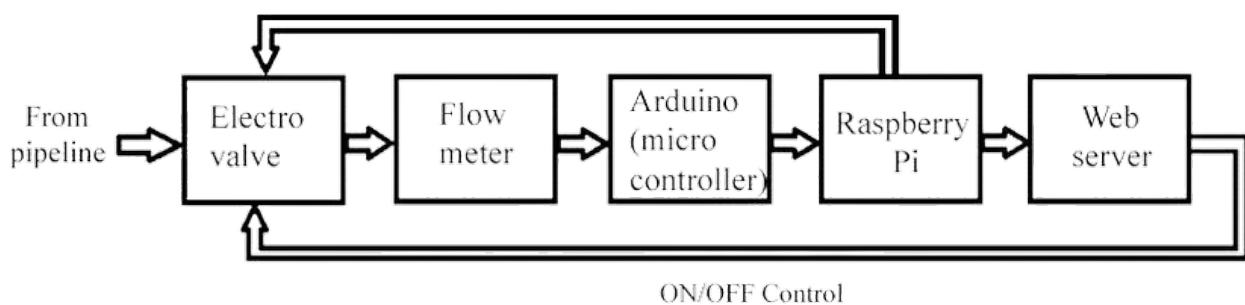 From
pipeline
Electro
valve
Flow
meter
Arduino
(micro
controller)
Raspberry
Pi
Web
server
ON/OFF Control